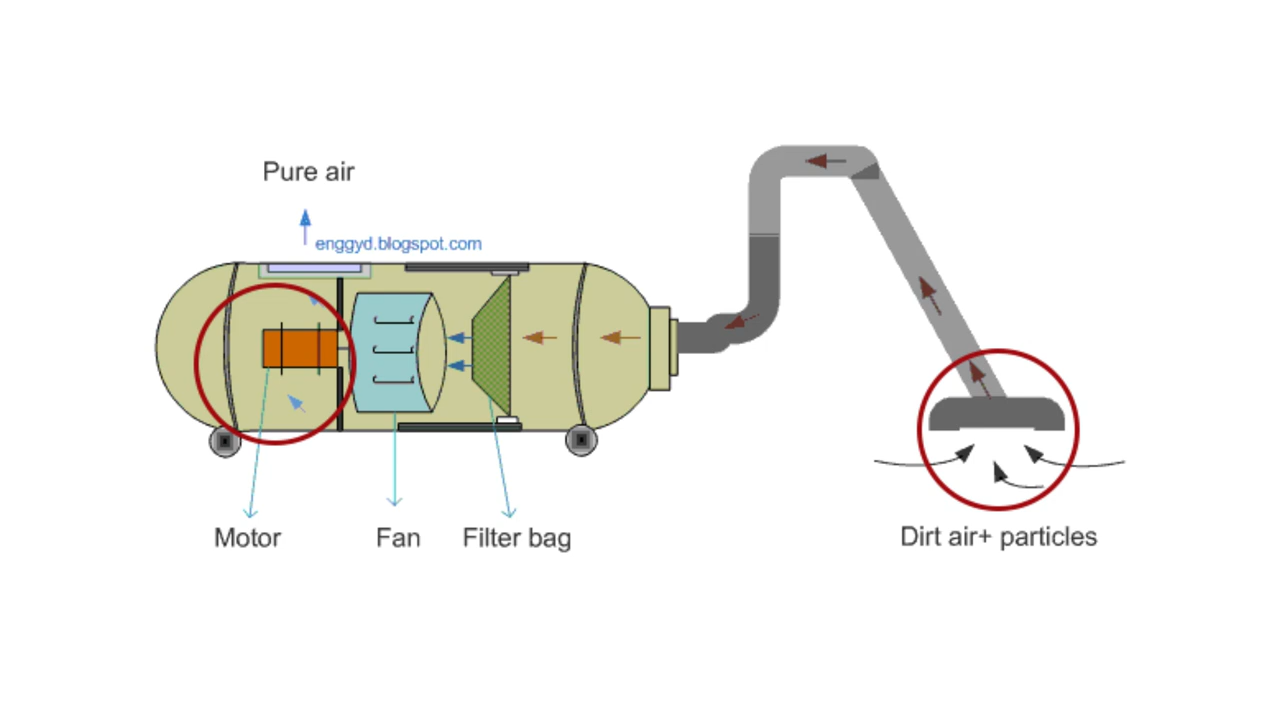 Pure air
enggyd.blogspot.com
Motor
Fan
Filter bag
Dirt air+ particles